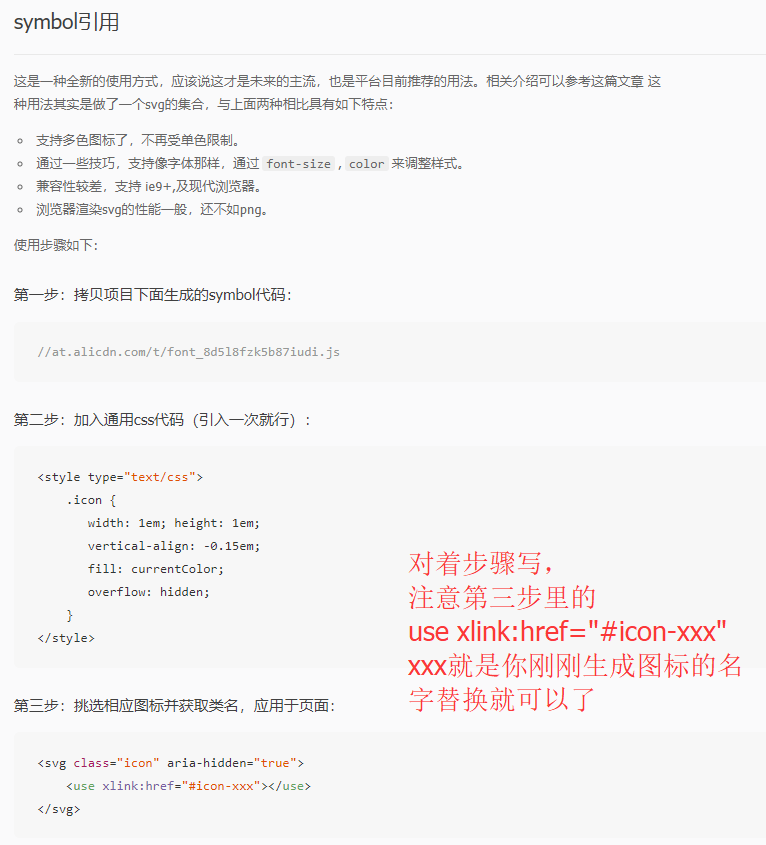 symbol引用
这是一种全新的使用方式，应该说这才是未来的主流，也是平台目前推荐的用法。相关介绍可以参考这篇文章 这
种用法其实是做了一个svg的集合，与上面两种相比具有如下特点：
支持多色图标了，不再受单色限制。
通过一些技巧，支持像字体那样，通过 font-size , color 来调整样式。
兼容性较差，支持 ie9+,及现代浏览器。
浏览器渲染svg的性能一般，还不如png。
使用步骤如下：
第一步：拷贝项目下面生成的symbol代码：
//at.alicdn.com/t/font_8d5l8fzk5b87iudi.js
第二步：加入通用css代码（引入一次就行）：
<style type="text/css">
.icon {
width: 1em; height: 1em;
vertical-align: -0.15em;
fill: currentColor;
overflow: hidden;
}
</style>
对着步骤写，
注意第三步里的
use xlink:href="#icon-xxx"
xxx就是你刚刚生成图标的名
字替换就可以了
第三步：挑选相应图标并获取类名，应用于页面：
<svg class="icon" aria-hidden="true">
<use xlink:href="#icon-xxx"></use>
</svg>